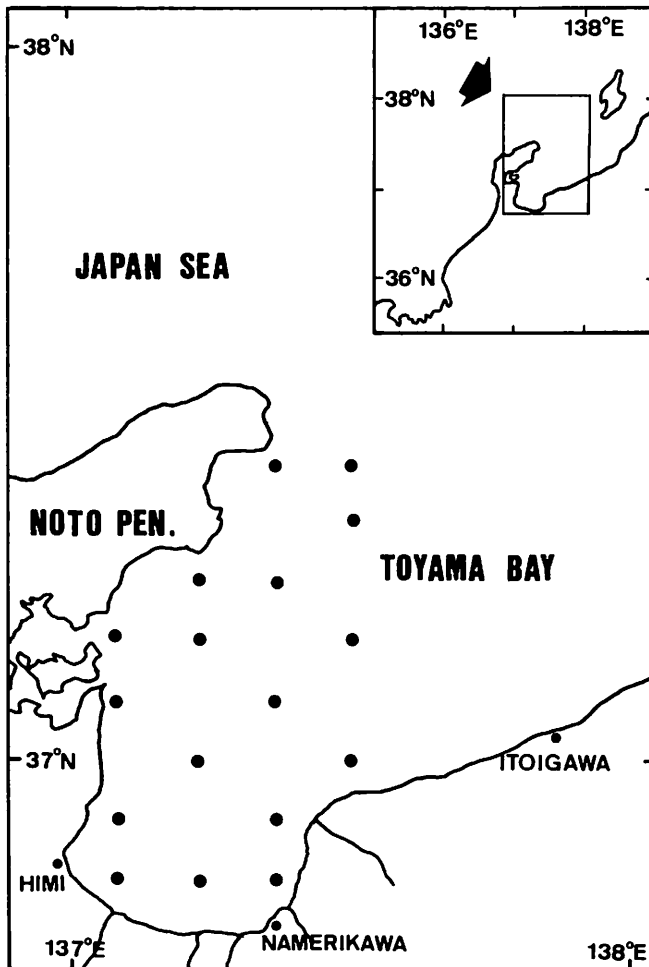 38°N
136°E 138°E
38°N
36°N
JAPAN SEA
NOTO PEN.
TOYAMA BAY
37°N
ITOIGAWA
HIMI
NAMERIKAWA
137°E 138°E